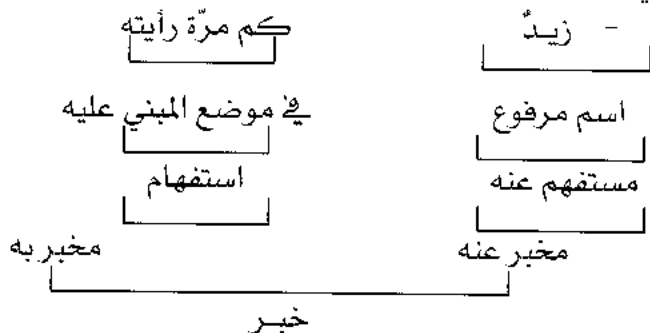 - زيدٌ كم مرّة رأيته
اسم مرفوع في موضع المبني عليه
مستفهم عنه استفهام
مخبر عنه مخبر به
خبر